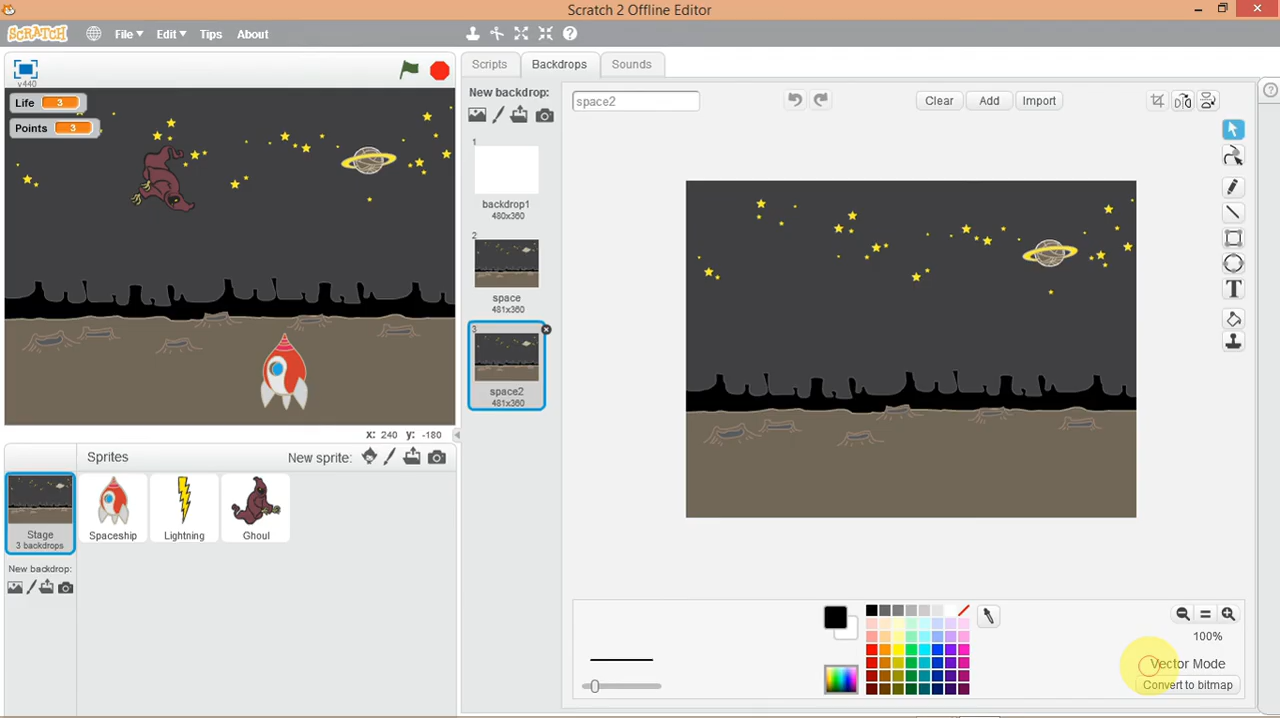 Scratch 2 Offline Editor
SCRATCH File Edit Tips About
v440
Life 3
Points 3
x: 240 y: -180
Sprites New sprite:
Stage
3 backdrops
Spaceship Lightning Ghoul
New backdrop:
Scripts Backdrops Sounds
New backdrop:
1
backdrop1
480x360
2
space
481x360
3
space2
481x360
space2
Clear Add Import
T
100%
Vector Mode
Convert to bitmap